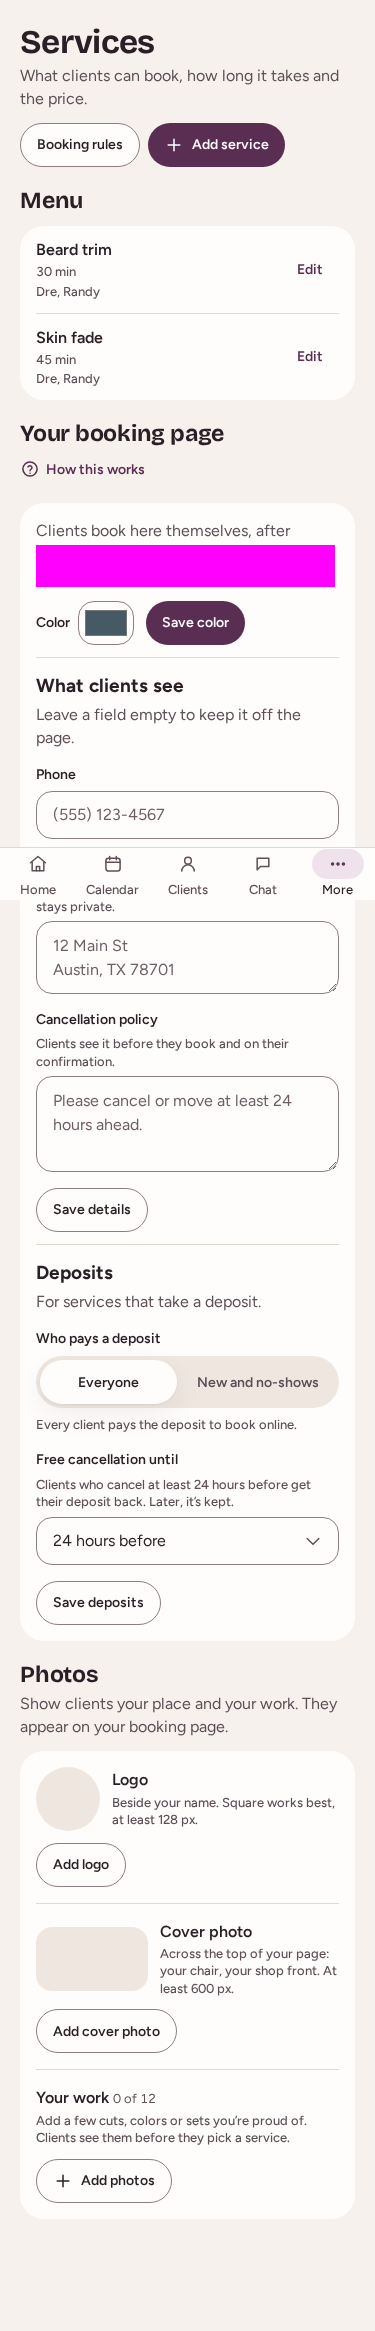 Services
What clients can book, how long it takes and
the price.
Booking rules
Add service
Menu
Beard trim
30 min
Dre, Randy
Edit
Skin fade
45 min
Dre, Randy
Edit
Your booking page
How this works
Clients book here themselves, after
Color
Save color
What clients see
Leave a field empty to keep it off the
page.
Phone
(555) 123-4567
Home
Calendar
Clients
Chat
More
stays private.
12 Main St
Austin, TX 78701
Cancellation policy
Clients see it before they book and on their
confirmation.
Please cancel or move at least 24
hours ahead.
Save details
Deposits
For services that take a deposit.
Who pays a deposit
Everyone
New and no-shows
Every client pays the deposit to book online.
Free cancellation until
Clients who cancel at least 24 hours before get
their deposit back. Later, it’s kept.
24 hours before
Save deposits
Photos
Show clients your place and your work. They
appear on your booking page.
Logo
Beside your name. Square works best,
at least 128 px.
Add logo
Cover photo
Across the top of your page:
your chair, your shop front. At
least 600 px.
Add cover photo
Your work 0 of 12
Add a few cuts, colors or sets you’re proud of.
Clients see them before they pick a service.
Add photos